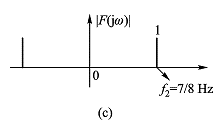 |F(jω)|
1
0
f₂=7/8 Hz
(c)